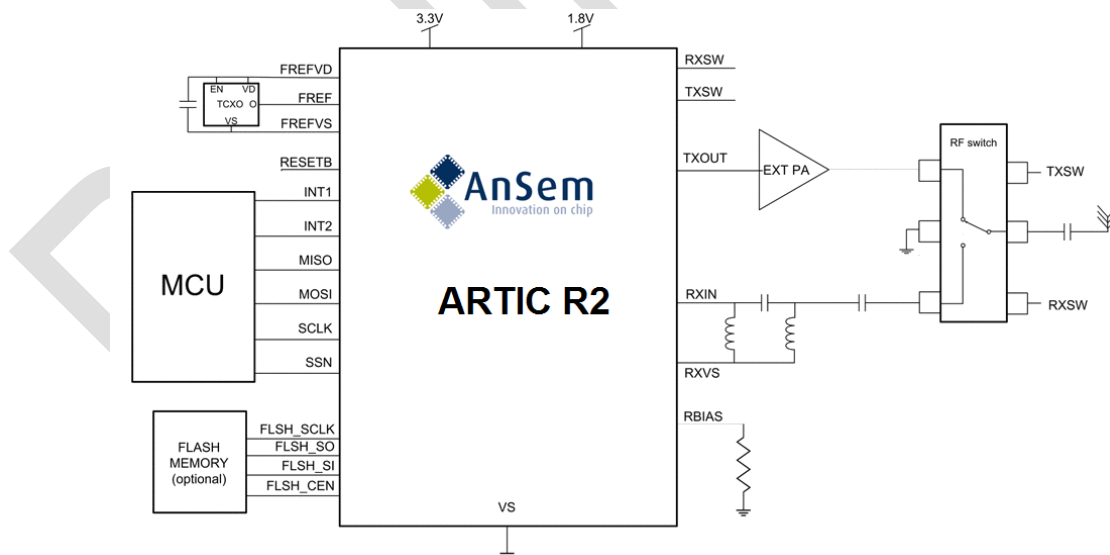 3.3V
1.8V
FREFVD
EN
VD
TCXO
O
FREF
VS
FREFVS
RESETB
INT1
INT2
MISO
MOSI
SCLK
SSN
MCU
FLSH_SCLK
FLSH_SO
FLSH_SI
FLSH_CEN
FLASH
MEMORY
(optional)
AnSem
Innovation on chip
ARTIC R2
VS
RXSW
TXSW
TXOUT
EXT PA
RXIN
RXVS
RBIAS
RF switch
TXSW
RXSW